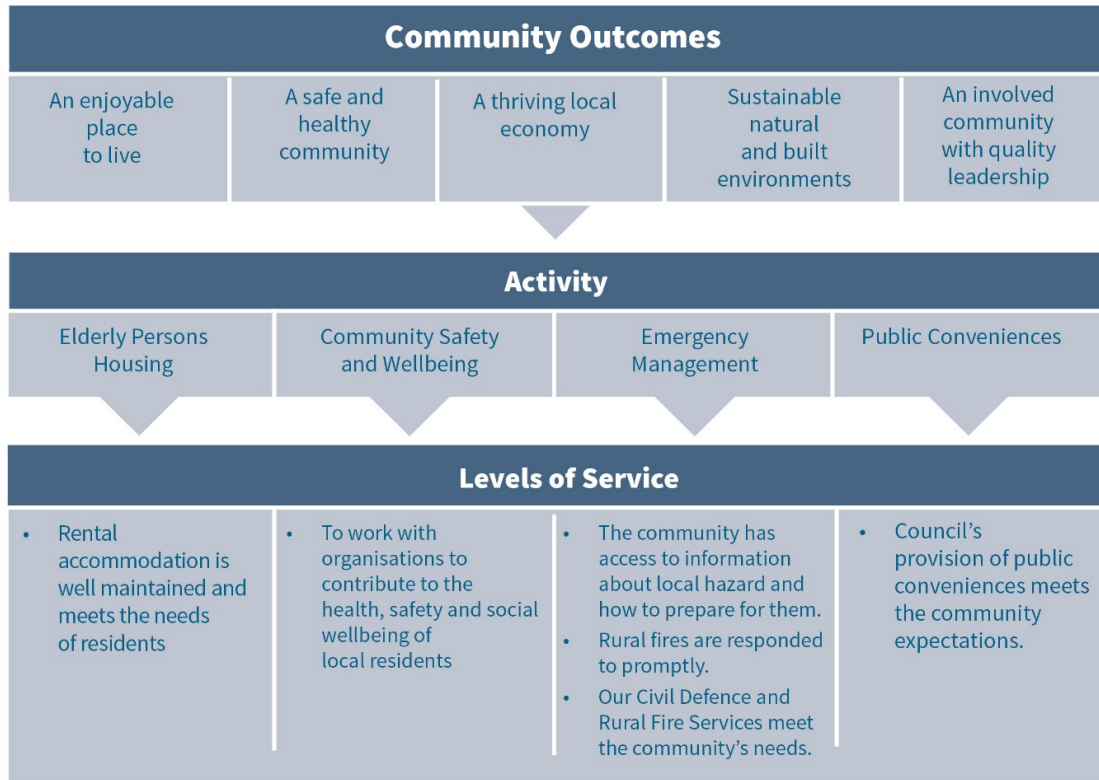 Community Outcomes
An enjoyable
place
to live
A safe and
healthy
community
A thriving local
economy
Sustainable
natural
and built
environments
An involved
community
with quality
leadership
Activity
Elderly Persons
Housing
Community Safety
and Wellbeing
Emergency
Management
Public Conveniences
Levels of Service
• Rental
accommodation is
well maintained and
meets the needs
of residents
• To work with
organisations to
contribute to the
health, safety and social
wellbeing of
local residents
• The community has
access to information
about local hazard and
how to prepare for them.
• Rural fires are responded
to promptly.
• Our Civil Defence and
Rural Fire Services meet
the community’s needs.
• Council’s
provision of public
conveniences meets
the community
expectations.